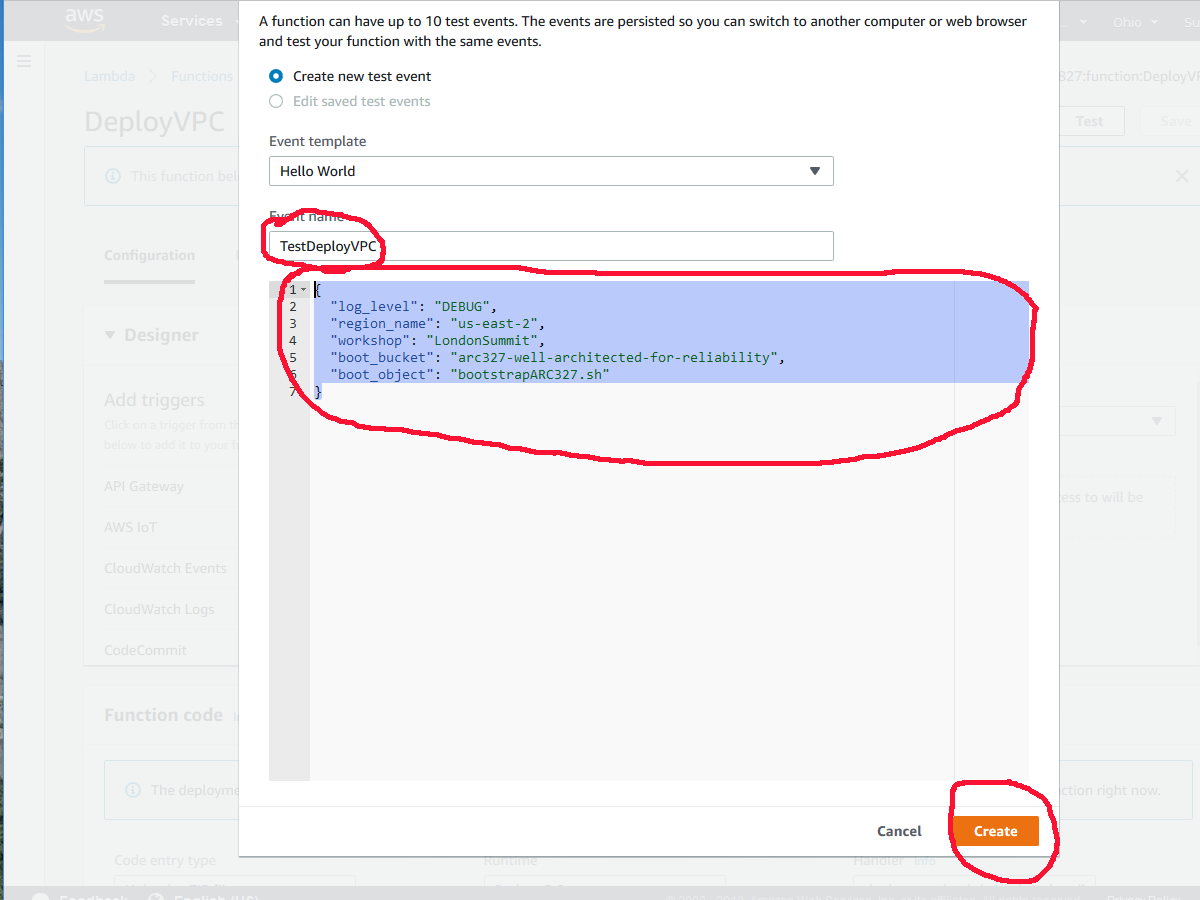 aws
Services
Ohio
Lambda
Functions
827:function:DeployVP
DeployVPC
Test
Save
This function bel
A function can have up to 10 test events. The events are persisted so you can switch to another computer or web browser
and test your function with the same events.
Create new test event
Edit saved test events
Event template
Hello World
Event name
TestDeployVPC
1 {
2 "log_level": "DEBUG",
3 "region_name": "us-east-2",
4 "workshop": "LondonSummit",
5 "boot_bucket": "arc327-well-architected-for-reliability",
6 "boot_object": "bootstrapARC327.sh"
7 }
Cancel
Create
Configuration
Designer
Add triggers
Click on a trigger from th
below to add it to your f
API Gateway
AWS IoT
CloudWatch Events
CloudWatch Logs
CodeCommit
ess to will be
Function code
The deployme
ction right now.
Code entry type
Runtime
Handler Info
Feedback
English (US)
Privacy Policy